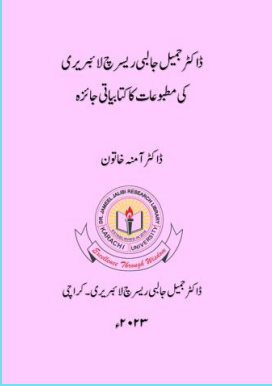 ڈاکٹر جمیل جالبی ریسرچ لائبریری
کی مطبوعات کا کتابیاتی جائزہ
ڈاکٹر آمنہ خاتون
DR. JAMEEL JALIBI RESEARCH LIBRARY
KARACHI UNIVERSITY
Excellence Through Wisdom
ڈاکٹر جمیل جالبی ریسرچ لائبریری۔ کراچی
۲۰۲۳ء